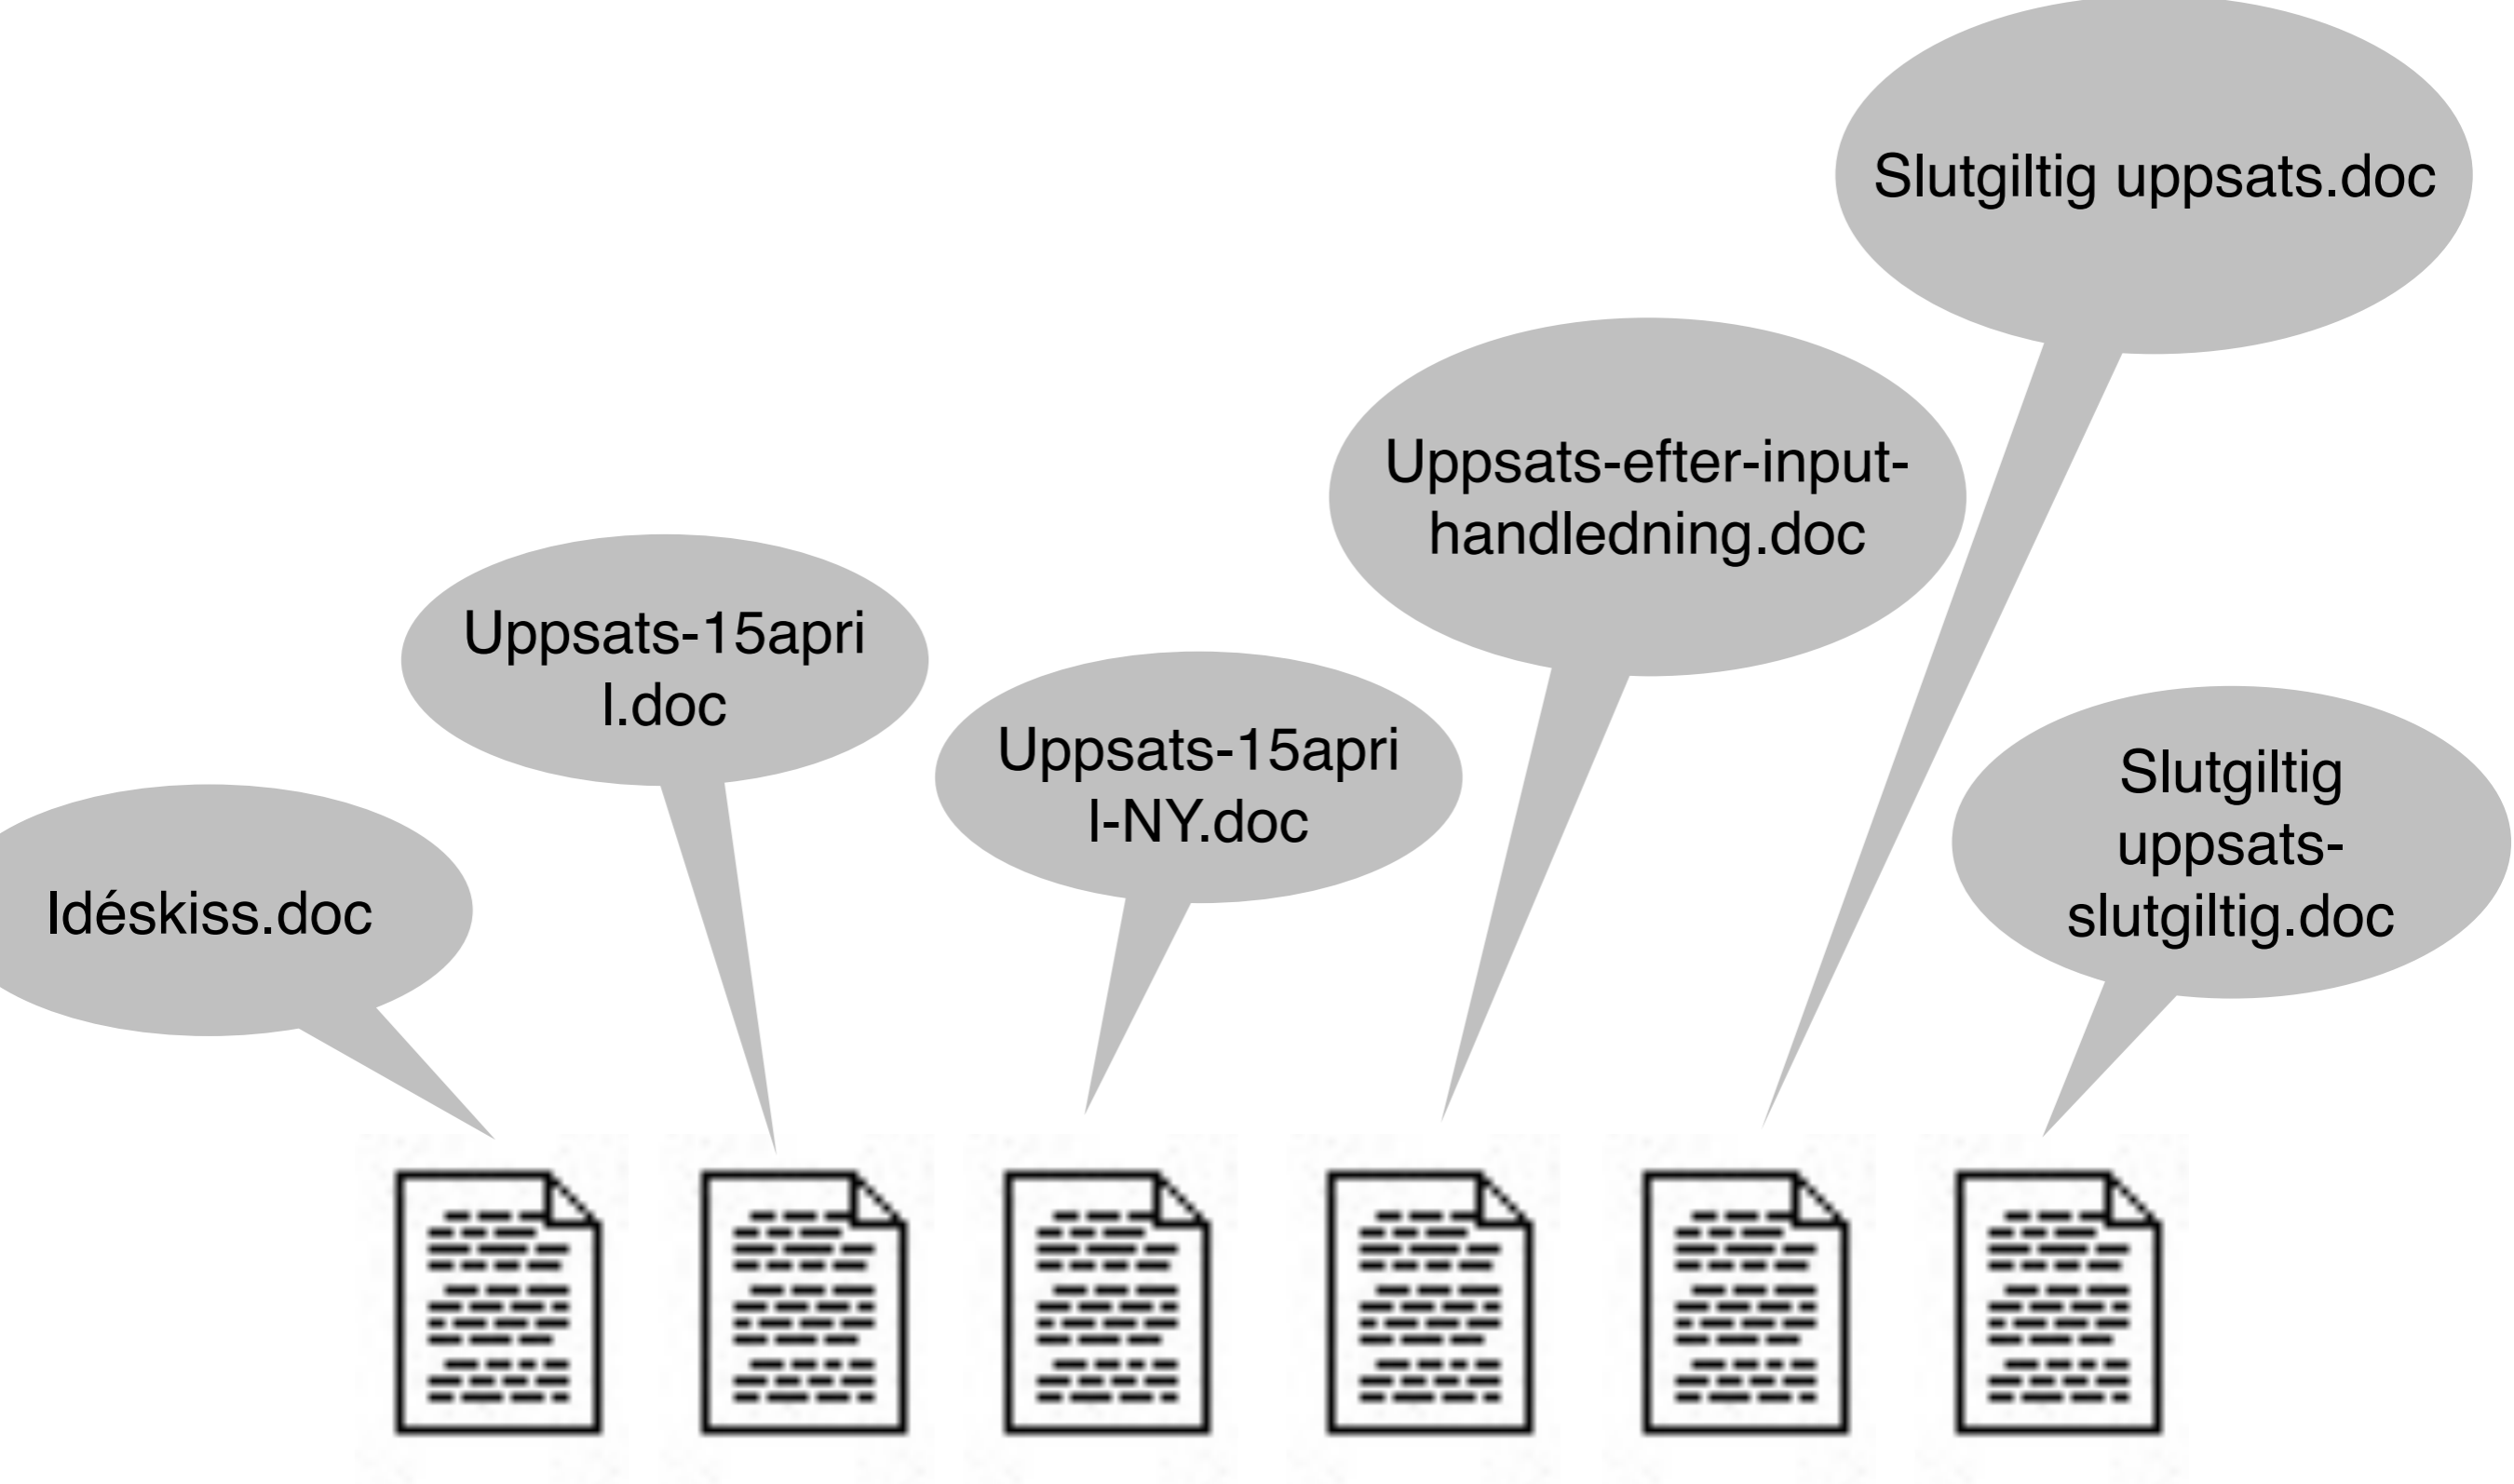 Idéskiss.doc
Uppsats-15apri
l.doc
Uppsats-15apri
l-NY.doc
Uppsats-efter-input-
handledning.doc
Slutgiltig uppsats.doc
Slutgiltig
uppsats-
slutgiltig.doc